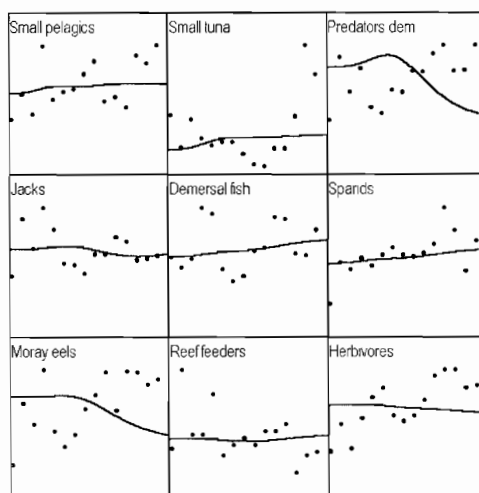 Small pelagics
Small tuna
Predators dem
Jacks
Demersal fish
Sparids
Moray eels
Reef feeders
Herbivores